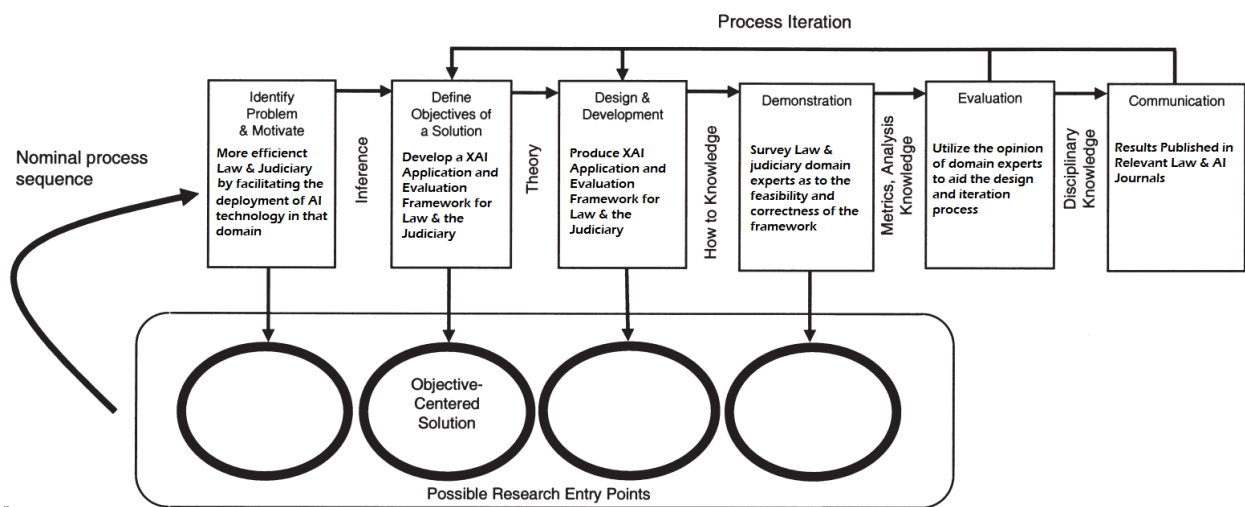 Process Iteration
Nominal process
sequence
Identify
Problem
& Motivate
More efficienct
Law & Judiciary
by facilitating the
deployment of AI
technology in that
domain
Inference
Define
Objectives of
a Solution
Develop a XAI
Application and
Evaluation
Framework for
Law & the
Judiciary
Theory
Design &
Development
Produce XAI
Application and
Evaluation
Framework for
Law & the
Judiciary
How to Knowledge
Demonstration
Survey Law &
judiciary domain
experts as to the
feasibility and
correctness of the
framework
Metrics, Analysis
Knowledge
Evaluation
Utilize the opinion
of domain experts
to aid the design
and iteration
process
Disciplinary
Knowledge
Communication
Results Published in
Relevant Law & AI
Journals
Objective-
Centered
Solution
Possible Research Entry Points